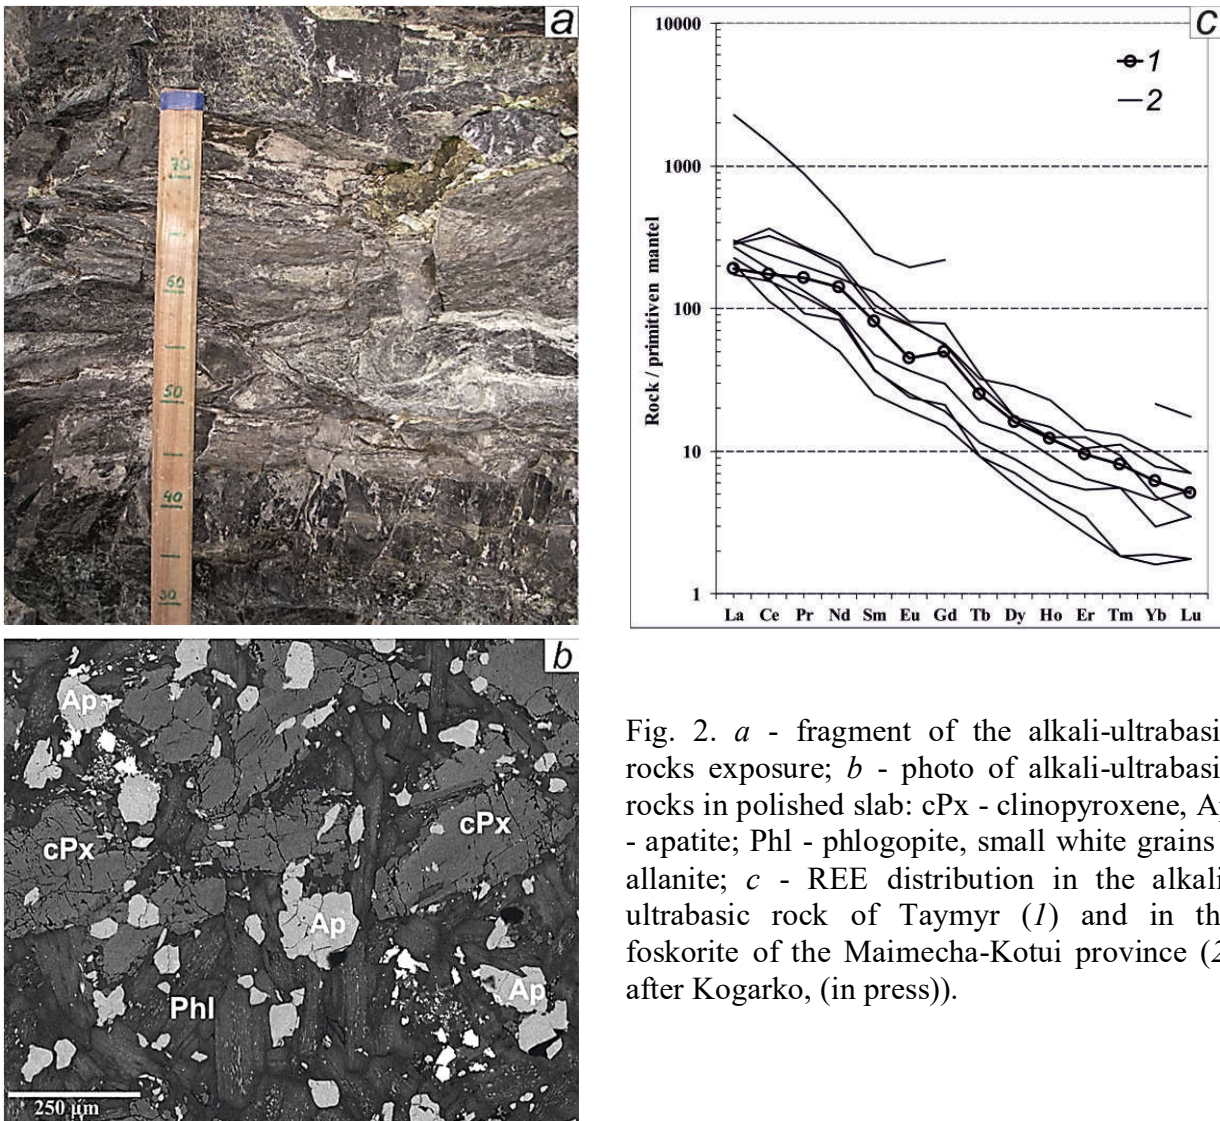 a
70
60
50
40
30
b
Ap
cPx
cPx
Ap
Ap
Phl
250 μm
c
10000
1
2
1000
100
10
1
Rock / primitiven mantel
La Ce Pr Nd Sm Eu Gd Tb Dy Ho Er Tm Yb Lu
Fig. 2. a - fragment of the alkali-ultrabasi
rocks exposure; b - photo of alkali-ultrabasi
rocks in polished slab: cPx - clinopyroxene, A
- apatite; Phl - phlogopite, small white grains
allanite; c - REE distribution in the alkali
ultrabasic rock of Taymyr (1) and in th
foskorite of the Maimecha-Kotui province (2
after Kogarko, (in press)).